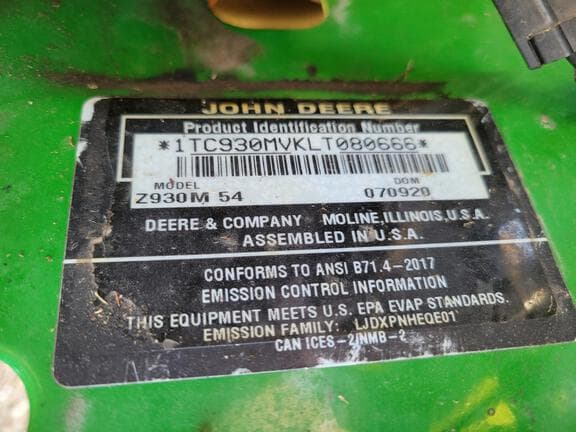 JOHN DEERE
Product Identification Number
*1TC930MVKLT080666*
MODEL DOM
Z930M 54 070920
DEERE & COMPANY MOLINE, ILLINOIS, U.S.A.
ASSEMBLED IN U.S.A.
CONFORMS TO ANSI B71.4-2017
EMISSION CONTROL INFORMATION
THIS EQUIPMENT MEETS U.S. EPA EVAP STANDARDS.
EMISSION FAMILY: LJDXPNHEQE01
CAN ICES-2/NMB-2